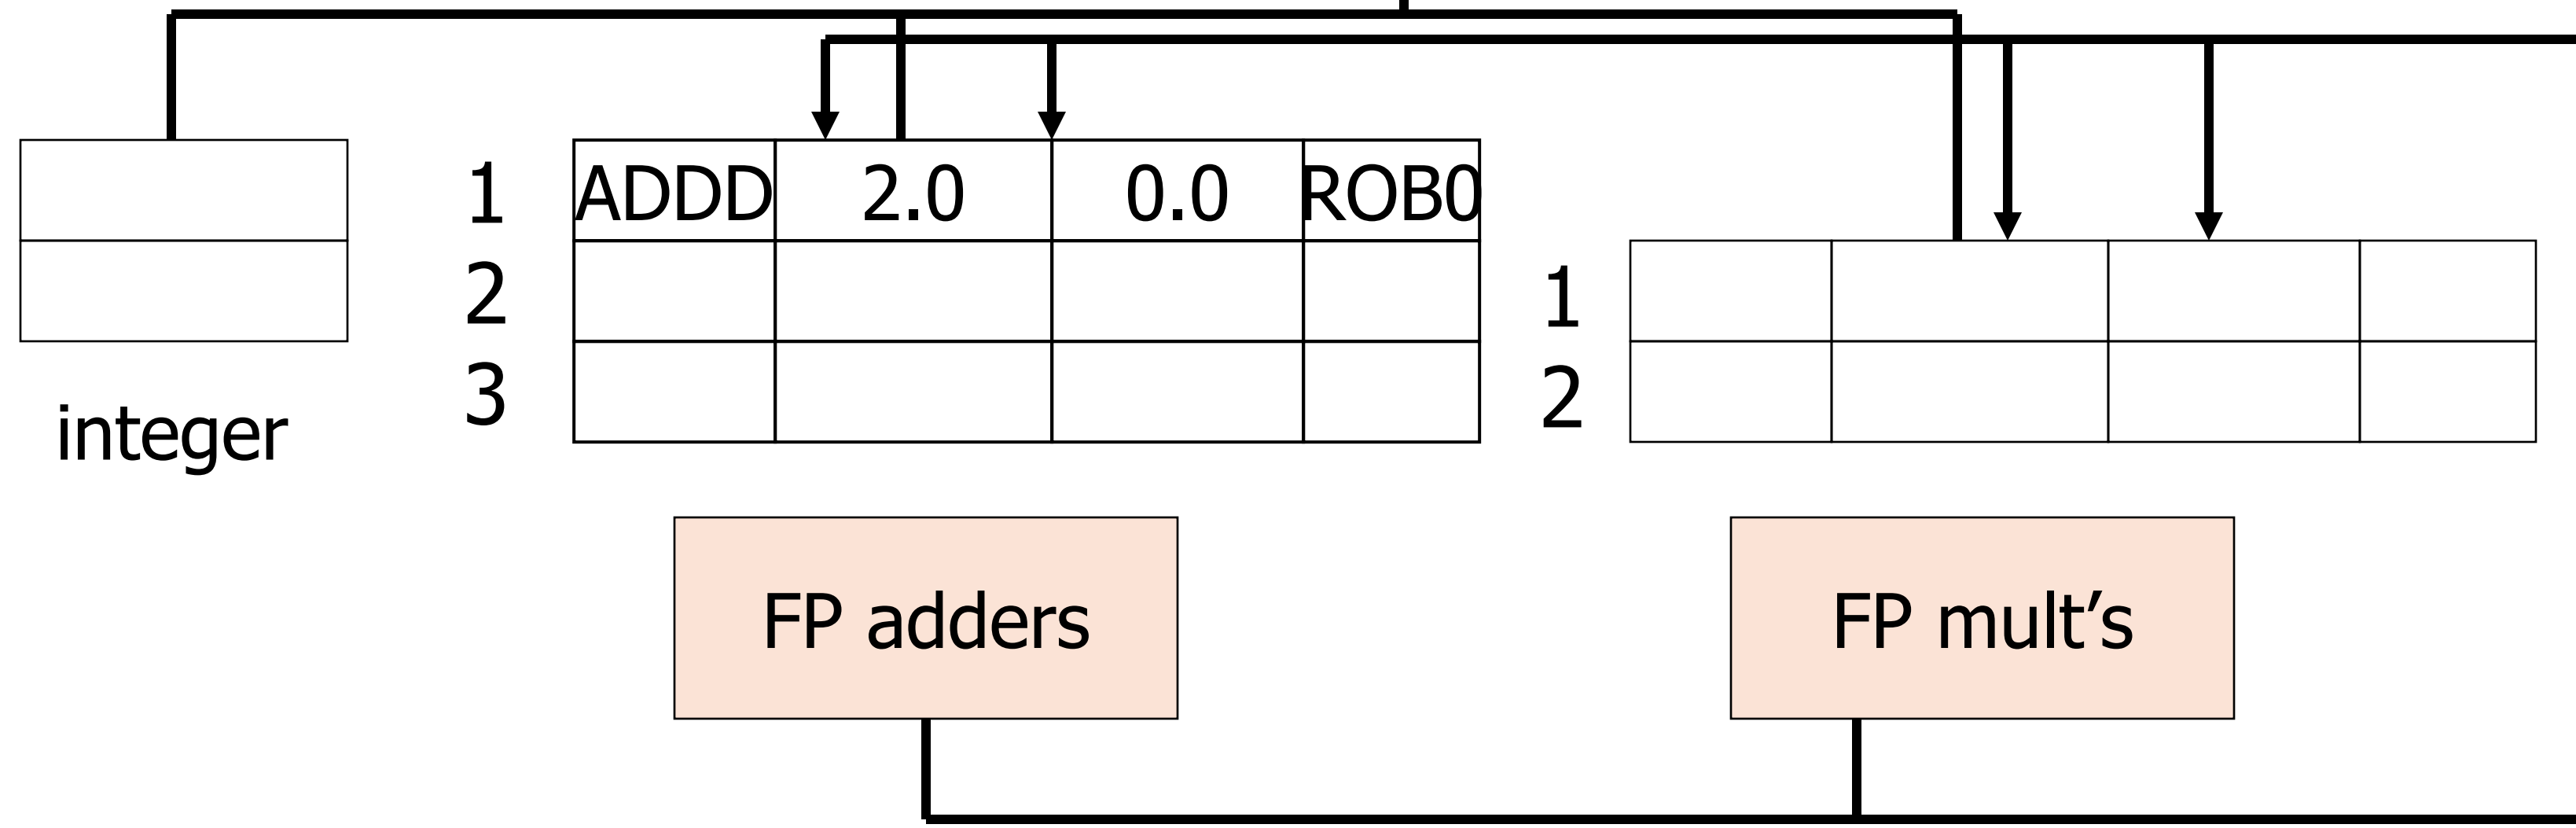 1 ADDD 2.0 0.0 ROB0
2
3
1
2
integer
FP adders
FP mult’s